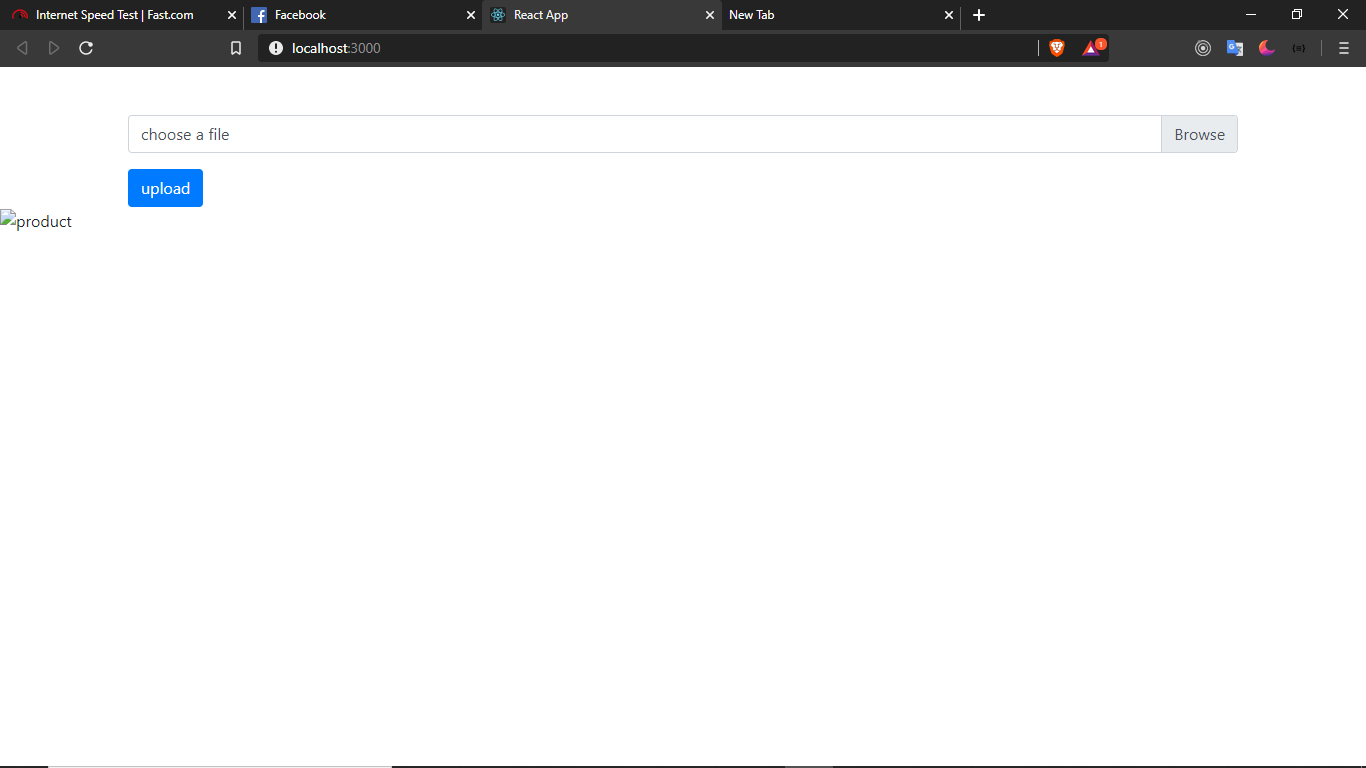 Internet Speed Test | Fast.com
Facebook
React App
New Tab
localhost:3000
1
choose a file
Browse
upload
product